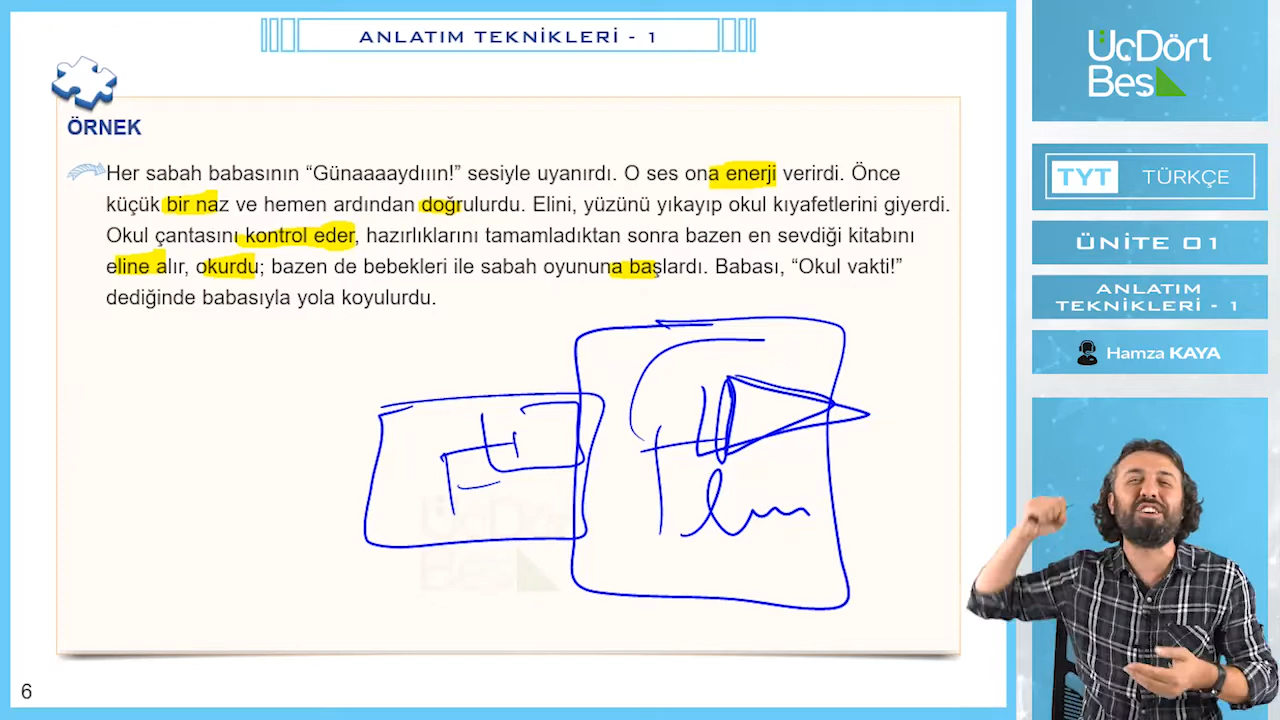 ANLATIM TEKNİKLERİ - 1
ÖRNEK
Her sabah babasının “Günaaaaydıııın!” sesiyle uyanırdı. O ses ona enerji verirdi. Önce
küçük bir naz ve hemen ardından doğrulurdu. Elini, yüzünü yıkayıp okul kıyafetlerini giyerdi.
Okul çantasını kontrol eder, hazırlıklarını tamamladıktan sonra bazen en sevdiği kitabını
eline alır, okurdu; bazen de bebekleri ile sabah oyununa başlardı. Babası, “Okul vakti!”
dediğinde babasıyla yola koyulurdu.
6
ÜçDört
Beş
TYT TÜRKÇE
ÜNİTE 01
ANLATIM
TEKNİKLERİ - 1
Hamza KAYA